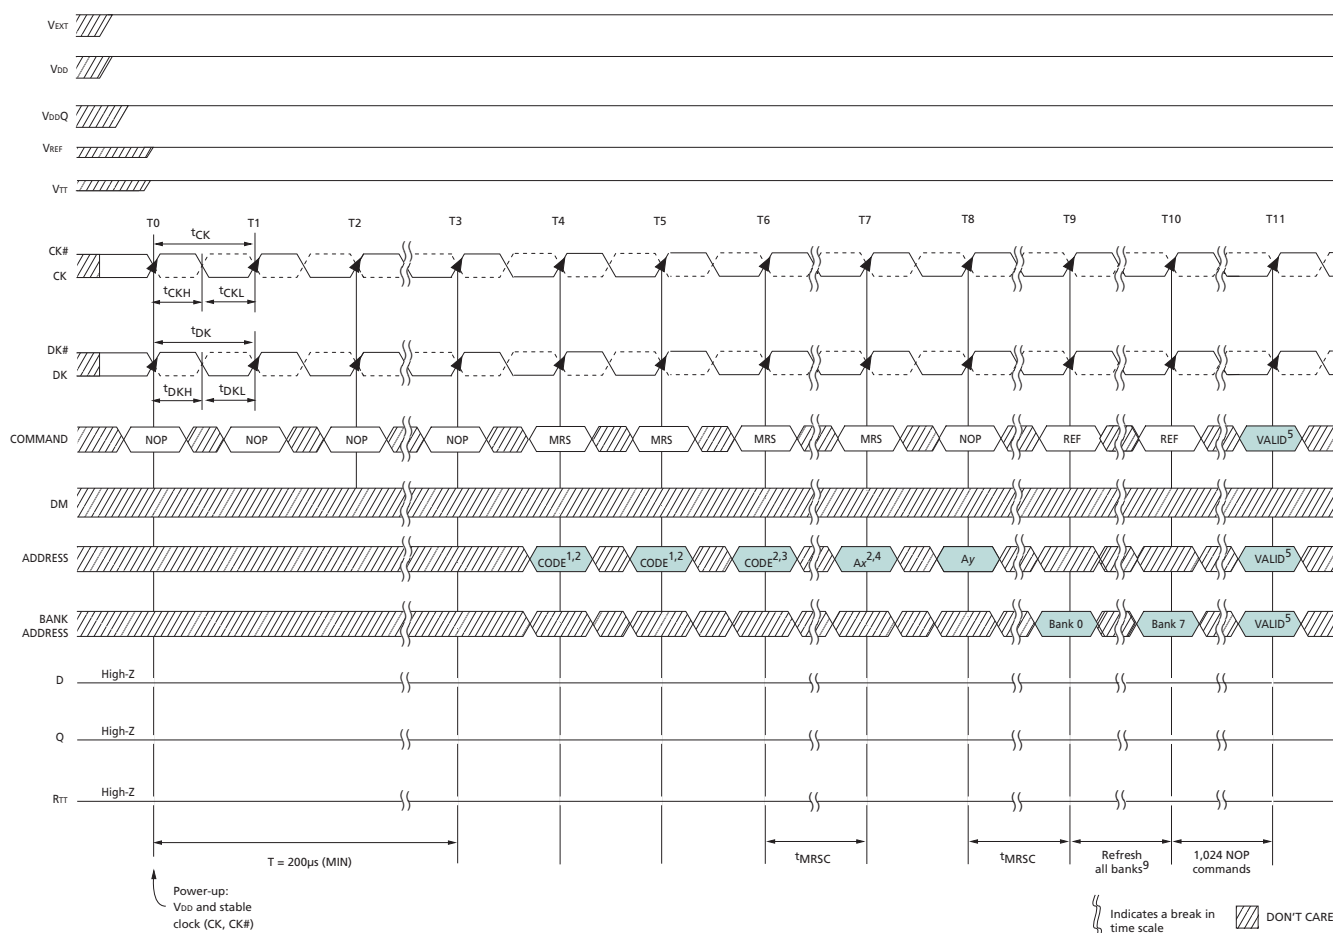 VEXT
VDD
VDDQ
VREF
VTT
T0 T1 T2 T3 T4 T5 T6 T7 T8 T9 T10 T11
tCK
CK#
CK
tCKH tCKL
tDK
DK#
DK
tDKH tDKL
COMMAND NOP NOP NOP NOP MRS MRS MRS MRS NOP REF REF VALID5
DM
ADDRESS CODE1,2 CODE1,2 CODE2,3 Ax2,4 Ay VALID5
BANK
ADDRESS Bank 0 Bank 7 VALID5
D High-Z
Q High-Z
RTT High-Z
T = 200µs (MIN) tMRSC tMRSC Refresh
all banks9 1,024 NOP
commands
Power-up:
VDD and stable
clock (CK, CK#)
Indicates a break in
time scale
DON'T CARE